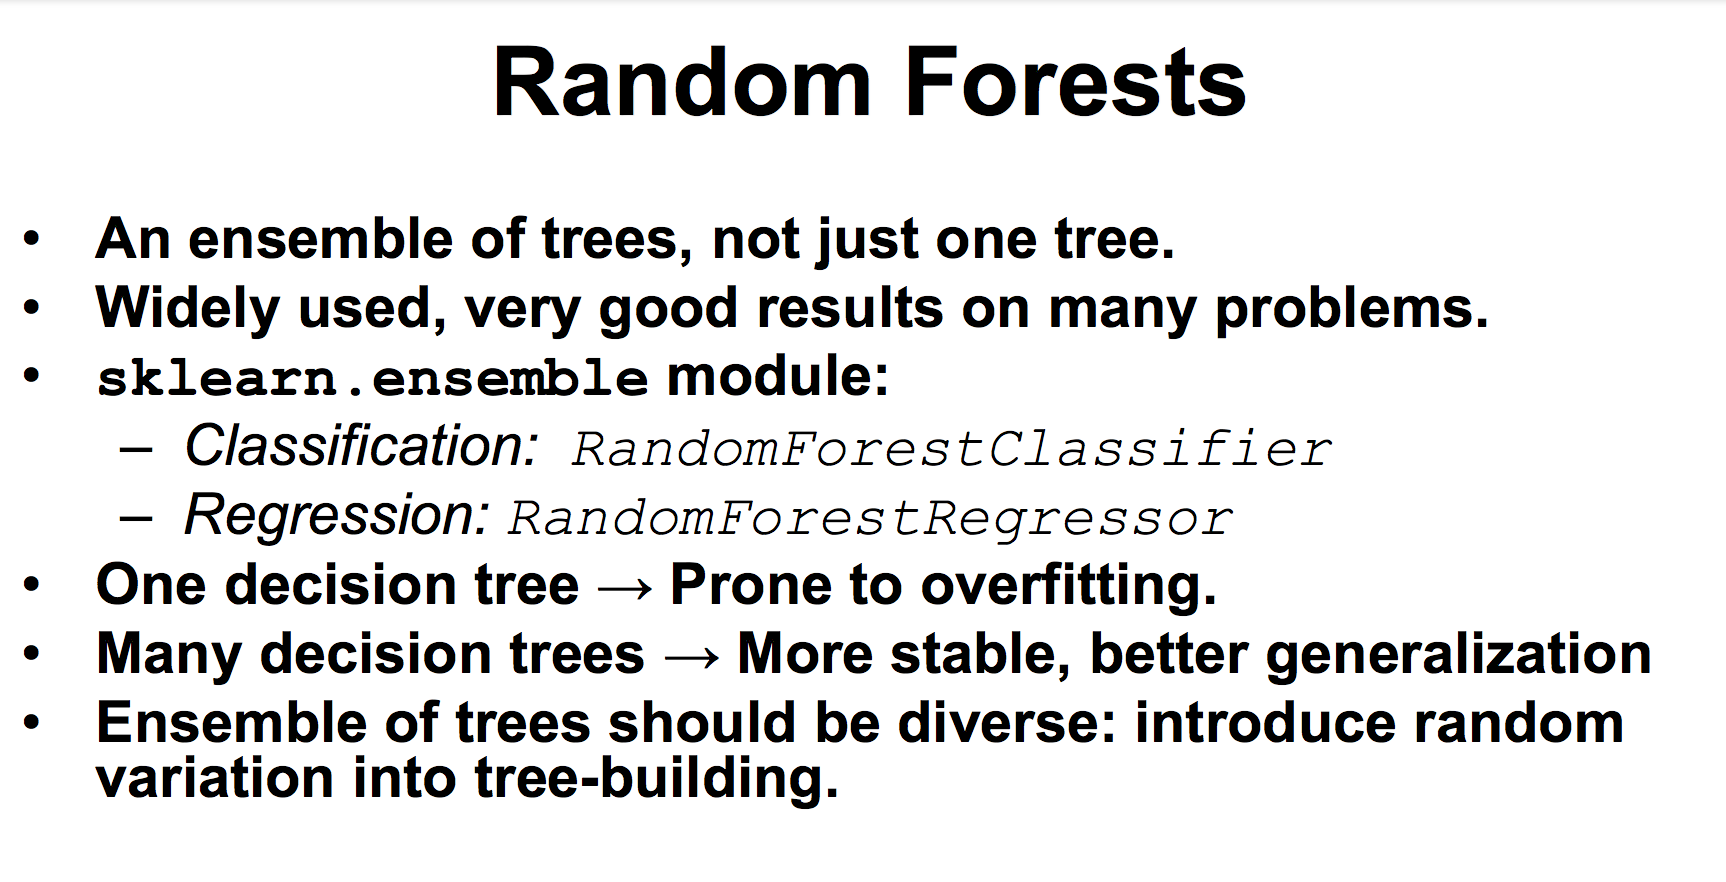 Random Forests
• An ensemble of trees, not just one tree.
• Widely used, very good results on many problems.
• sklearn.ensemble module:
– Classification: RandomForestClassifier
– Regression: RandomForestRegressor
• One decision tree → Prone to overfitting.
• Many decision trees → More stable, better generalization
• Ensemble of trees should be diverse: introduce random
variation into tree-building.